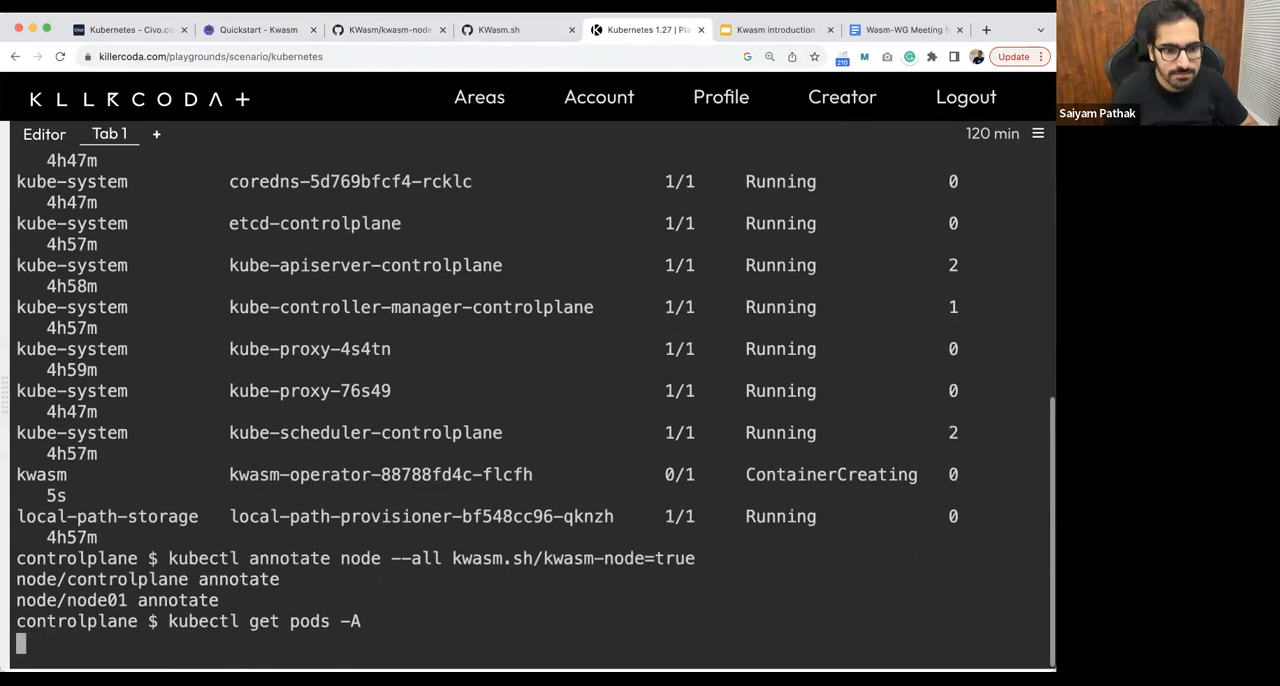 Kubernetes - Civo.co
Quickstart - Kwasm
KWasm/kwasm-node-
KWasm.sh
Kubernetes 1.27 | Pla
Kwasm introduction -
Wasm-WG Meeting N
killercoda.com/playgrounds/scenario/kubernetes
210
Update
KLLRCODA+
Areas
Account
Profile
Creator
Logout
Saiyam Pathak
Editor
Tab 1
+
120 min
4h47m
kube-system coredns-5d769bfcf4-rcklc 1/1 Running 0
4h47m
kube-system etcd-controlplane 1/1 Running 0
4h57m
kube-system kube-apiserver-controlplane 1/1 Running 2
4h58m
kube-system kube-controller-manager-controlplane 1/1 Running 1
4h57m
kube-system kube-proxy-4s4tn 1/1 Running 0
4h59m
kube-system kube-proxy-76s49 1/1 Running 0
4h47m
kube-system kube-scheduler-controlplane 1/1 Running 2
4h57m
kwasm kwasm-operator-88788fd4c-flcfh 0/1 ContainerCreating 0
5s
local-path-storage local-path-provisioner-bf548cc96-qknzh 1/1 Running 0
4h57m
controlplane $ kubectl annotate node --all kwasm.sh/kwasm-node=true
node/controlplane annotate
node/node01 annotate
controlplane $ kubectl get pods -A